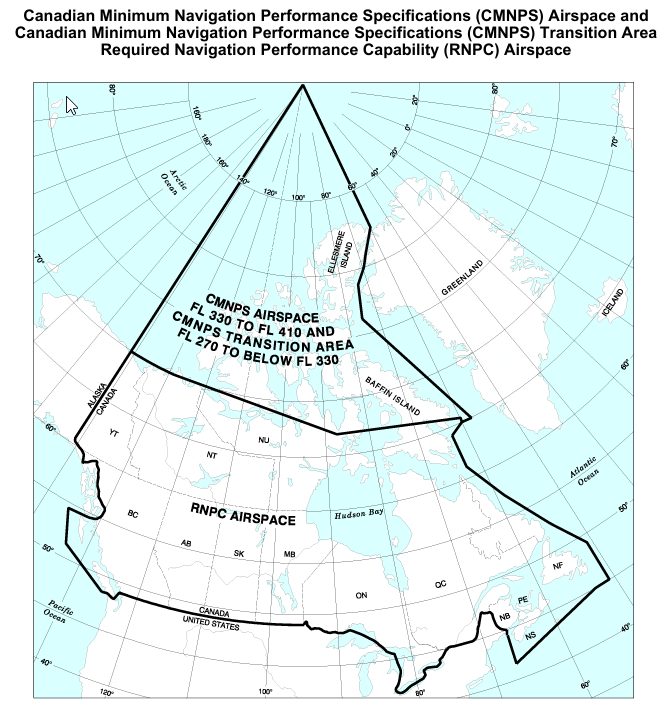 Canadian Minimum Navigation Performance Specifications (CMNPS) Airspace and
Canadian Minimum Navigation Performance Specifications (CMNPS) Transition Area
Required Navigation Performance Capability (RNPC) Airspace
80°
160°
180°
160°
140°
120°
100°
80°
60°
40°
20°
0°
20°
80°
70°
Arctic
Ocean
70°
ELLESMERE
ISLAND
GREENLAND
ICELAND
CMNPS AIRSPACE
FL 330 TO FL 410 AND
CMNPS TRANSITION AREA
FL 270 TO BELOW FL 330
60°
BAFFIN ISLAND
ALASKA
CANADA
60°
YT
NT
NU
Atlantic
Ocean
50°
RNPC AIRSPACE
Hudson Bay
BC
AB
SK
MB
50°
ON
QC
NF
PE
NB
NS
40°
CANADA
UNITED STATES
Pacific
Ocean
40°
120°
100°
80°
60°